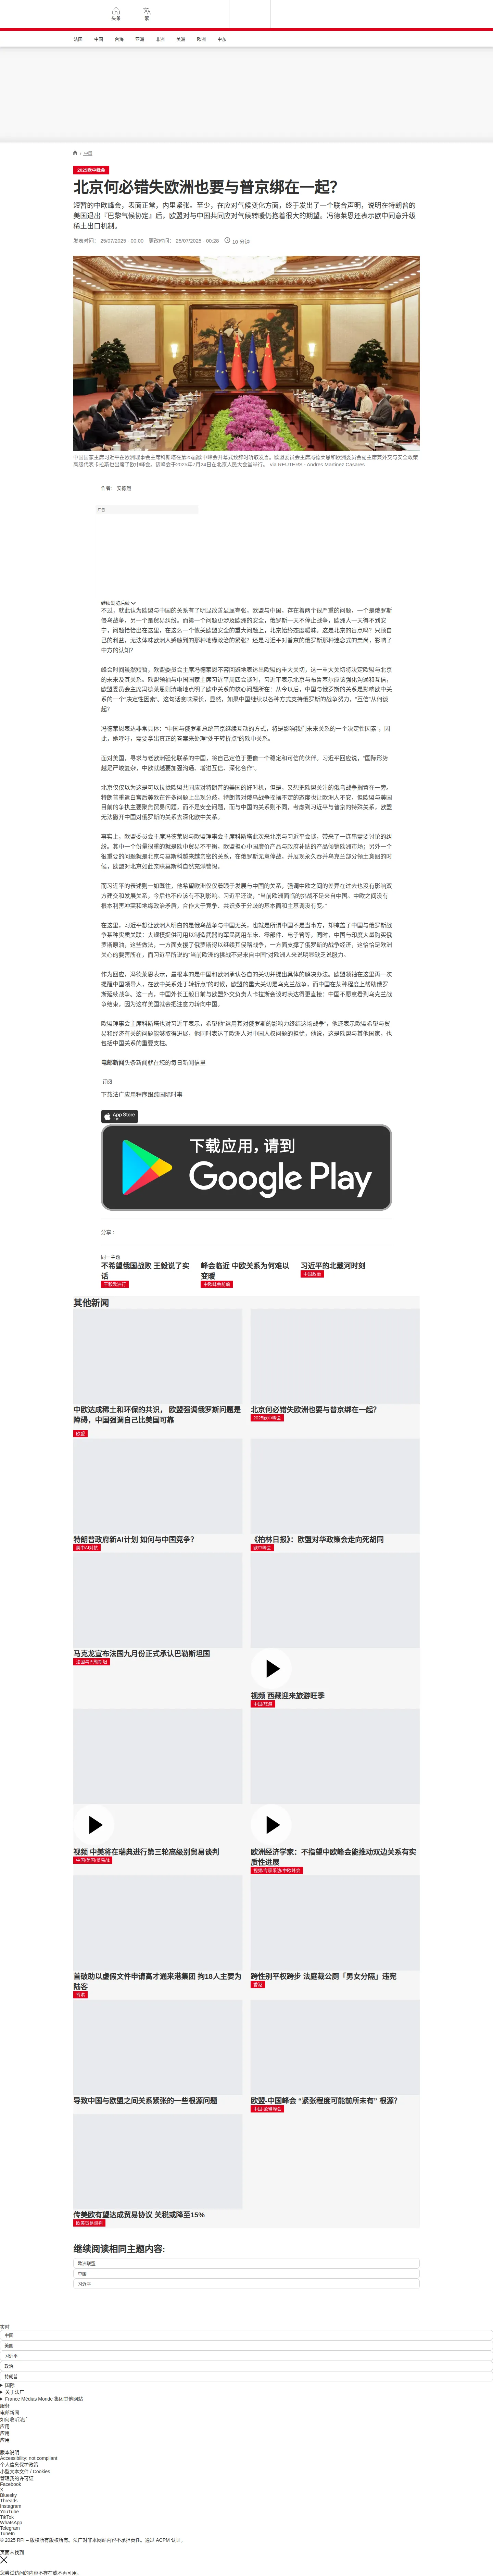 头条
繁
法国
中国
台海
亚洲
非洲
美洲
欧洲
中东
/ 中国
2025欧中峰会
北京何必错失欧洲也要与普京绑在一起?
短暂的中欧峰会，表面正常，内里紧张。至少，在应对气候变化方面，终于发出了一个联合声明，说明在特朗普的
美国退出『巴黎气候协定』后，欧盟对与中国共同应对气候转暖仍抱着很大的期望。冯德莱恩还表示欧中同意升级
稀土出口机制。
发表时间： 25/07/2025 - 00:00 更改时间： 25/07/2025 - 00:28 10 分钟
中国国家主席习近平在欧洲理事会主席科斯塔在第25届欧中峰会开幕式致辞时听取发言。欧盟委员会主席冯德莱恩和欧洲委员会副主席兼外交与安全政策
高级代表卡拉斯也出席了欧中峰会。该峰会于2025年7月24日在北京人民大会堂举行。 via REUTERS - Andres Martinez Casares
作者： 安德烈
广告
继续浏览后续
不过，就此认为欧盟与中国的关系有了明显改善显属夸张，欧盟与中国，存在着两个很严重的问题，一个是俄罗斯
侵乌战争，另一个是贸易纠纷。而第一个问题更涉及欧洲的安全，俄罗斯一天不停止战争，欧洲人一天得不到安
宁，问题恰恰出在这里，在这么一个攸关欧盟安全的重大问题上，北京始终态度暧昧。这是北京的盲点吗？只顾自
己的利益，无法体味欧洲人感触到的那种地缘政治的紧张？还是习近平对普京的俄罗斯那种迷恋式的崇尚，影响了
中方的认知?
峰会时间虽然短暂，欧盟委员会主席冯德莱恩不容回避地表达出欧盟的重大关切，这一重大关切将决定欧盟与北京
的未来及其关系。欧盟领袖与中国国家主席习近平周四会谈时，习近平表示北京与布鲁塞尔应该强化沟通和互信，
欧盟委员会主席冯德莱恩则清晰地点明了欧中关系的核心问题所在：从今以后，中国与俄罗斯的关系是影响欧中关
系的一个"决定性因素"。这句话意味深长，显然，如果中国继续以各种方式支持俄罗斯的战争努力，"互信"从何谈
起?
冯德莱恩表达非常具体："中国与俄罗斯总统普京继续互动的方式，将是影响我们未来关系的一个决定性因素"，因
此，她呼吁，需要拿出真正的答案来处理"处于转折点"的欧中关系。
面对美国，寻求与老欧洲强化联系的中国，将自己定位于更像一个稳定和可信的伙伴。习近平回应说，"国际形势
越是严峻复杂，中欧就越要加强沟通、增进互信、深化合作"。
北京仅仅以为这是可以拉拢欧盟共同应对特朗普的美国的好时机，但是，又想把欧盟关注的俄乌战争搁置在一旁。
特朗普重返白宫后美欧在许多问题上出现分歧，特朗普对俄乌战争摇摆不定的态度也让欧洲人不安，但欧盟与美国
目前的争执主要聚焦贸易问题，而不是安全问题，而与中国的关系则不同，考虑到习近平与普京的特殊关系，欧盟
无法撇开中国对俄罗斯的关系去深化欧中关系。
事实上，欧盟委员会主席冯德莱恩与欧盟理事会主席科斯塔此次来北京与习近平会谈，带来了一连串需要讨论的纠
纷。其中一个份量很重的就是欧中贸易不平衡，欧盟担心中国廉价产品与政府补贴的产品倾销欧洲市场；另外一个
很重要的问题就是北京与莫斯科越来越亲密的关系，在俄罗斯无意停战，并展现永久吞并乌克兰部分领土意图的时
候，欧盟对北京如此亲睐莫斯科自然充满警惕。
而习近平的表述则一如既往，他希望欧洲仅仅着眼于发展与中国的关系，强调中欧之间的差异在过去也没有影响双
方建交和发展关系，今后也不应该有不利影响。习近平还说，"当前欧洲面临的挑战不是来自中国。中欧之间没有
根本利害冲突和地缘政治矛盾，合作大于竞争、共识多于分歧的基本面和主基调没有变。"
在这里，习近平想让欧洲人明白的是俄乌战争与中国无关，也就是所谓中国不是当事方，却掩盖了中国在俄罗斯战
争某种实质关联：大规模提供可用以制造武器的军民两用车床、零部件、电子管等，同时，中国与印度大量购买俄
罗斯原油，这些做法，一方面支援了俄罗斯得以继续其侵略战争，一方面支撑了俄罗斯的战争经济，这恰恰是欧洲
关心的要害所在，而习近平所说的"当前欧洲的挑战不是来自中国"对欧洲人来说明显缺乏说服力。
作为回应，冯德莱恩表示，最根本的是中国和欧洲承认各自的关切并提出具体的解决办法。欧盟领袖在这里再一次
提醒中国领导人，在欧中关系处于转折点"的时候，欧盟的重大关切是乌克兰战争，而中国在某种程度上帮助俄罗
斯延续战争。这一点，中国外长王毅日前与欧盟外交负责人卡拉斯会谈时表达得更直接：中国不愿意看到乌克兰战
争结束，因为这样美国就会把注意力转向中国。
欧盟理事会主席科斯塔也对习近平表示，希望他"运用其对俄罗斯的影响力终结这场战争"，他还表示欧盟希望与贸
易和经济有关的问题能够取得进展，他同时表达了欧洲人对中国人权问题的担忧，他说，这是欧盟与其他国家，也
包括中国关系的重要支柱。
电邮新闻头条新闻就在您的每日新闻信里
订阅
下载法广应用程序跟踪国际时事
App Store
下载应用，请到
Google Play
分享 :
同一主题
不希望俄国战败 王毅说了实话
王毅欧洲行
峰会临近 中欧关系为何难以变暖
中欧峰会前瞻
习近平的北戴河时刻
中国政治
其他新闻
中欧达成稀土和环保的共识， 欧盟强调俄罗斯问题是障碍，中国强调自己比美国可靠
欧盟
北京何必错失欧洲也要与普京绑在一起?
2025欧中峰会
特朗普政府新AI计划 如何与中国竞争?
美中AI对抗
《柏林日报》：欧盟对华政策会走向死胡同
欧中峰会
马克龙宣布法国九月份正式承认巴勒斯坦国
法国与巴勒斯坦
视频 西藏迎来旅游旺季
中国/旅游
视频 中美将在瑞典进行第三轮高级别贸易谈判
中国/美国/贸易战
欧洲经济学家：不指望中欧峰会能推动双边关系有实质性进展
视频/专家采访/中欧峰会
首破助以虚假文件申请高才通来港集团 拘18人主要为陆客
香港
跨性别平权跨步 法庭裁公厕「男女分隔」违宪
香港
导致中国与欧盟之间关系紧张的一些根源问题
欧盟-中国峰会 "紧张程度可能前所未有" 根源?
中国-欧盟峰会
传美欧有望达成贸易协议 关税或降至15%
欧美贸易谈判
继续阅读相同主题内容:
欧洲联盟
中国
习近平
实时
中国
美国
习近平
政治
特朗普
国际
关于法广
France Médias Monde 集团其他网站
服务
电邮新闻
如何收听法广
应用
应用
应用
版本说明
Accessibility: not compliant
个人信息保护政策
小型文本文件 / Cookies
管理我的许可证
Facebook
X
Bluesky
Threads
Instagram
YouTube
TikTok
WhatsApp
Telegram
TuneIn
© 2025 RFI – 版权所有版权所有。法广对非本网站内容不承担责任。通过 ACPM 认证。
页面未找到
您尝试访问的内容不存在或不再可用。